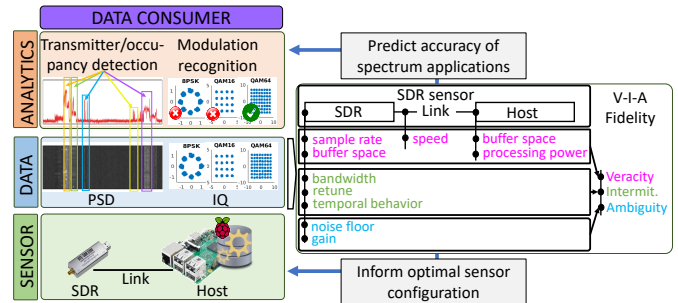 DATA CONSUMER
ANALYTICS
Transmitter/occu-
pancy detection
Modulation
recognition
BPSK
QAM16
QAM64
DATA
PSD
BPSK
QAM16
QAM64
IQ
SENSOR
SDR
Link
Host
Predict accuracy of
spectrum applications
SDR sensor
SDR
Link
Host
V-I-A
Fidelity
sample rate
buffer space
speed
buffer space
processing power
bandwidth
retune
temporal behavior
noise floor
gain
Veracity
Intermit.
Ambiguity
Inform optimal sensor
configuration